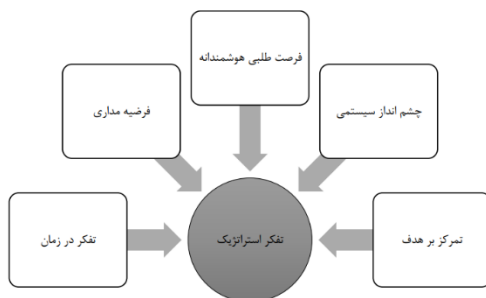 فرصت طلبی هوشمندانه
چشم انداز سیستمی
فرضیه مداری
تمرکز بر هدف
تفکر استراتژیک
تفکر در زمان